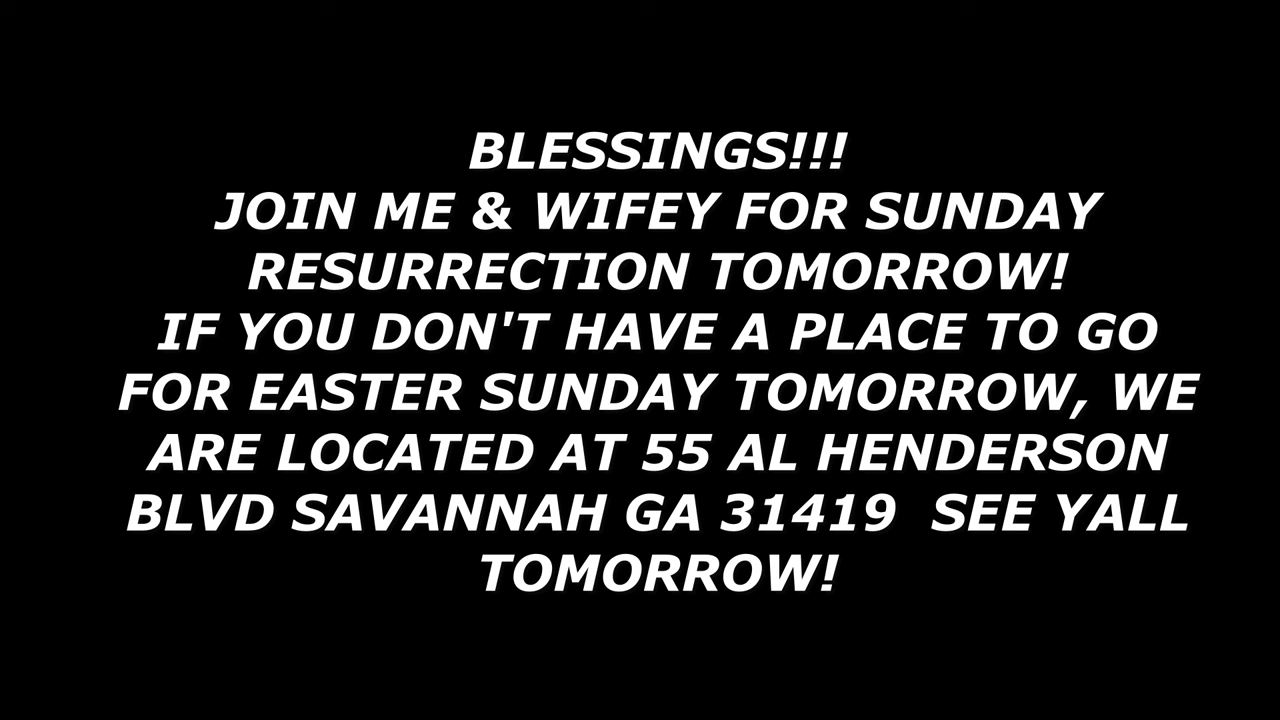 BLESSINGS!!!
JOIN ME & WIFEY FOR SUNDAY
RESURRECTION TOMORROW!
IF YOU DON'T HAVE A PLACE TO GO
FOR EASTER SUNDAY TOMORROW, WE
ARE LOCATED AT 55 AL HENDERSON
BLVD SAVANNAH GA 31419  SEE YALL
TOMORROW!